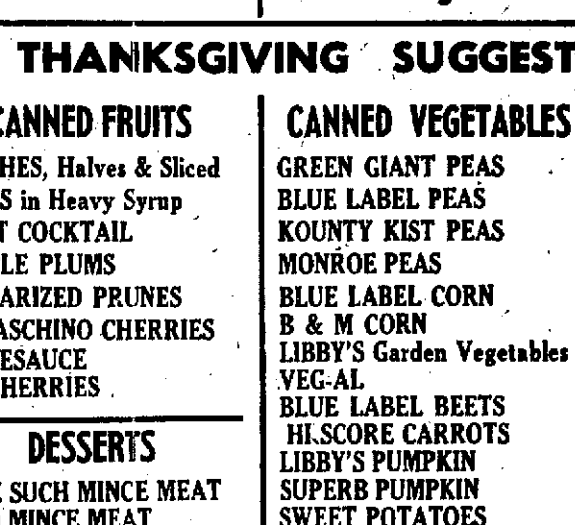 THANKSGIVING SUGGEST
CANNED FRUITS
HES, Halves & Sliced
S in Heavy Syrup
T COCKTAIL
LE PLUMS
ARIZED PRUNES
ASCHINO CHERRIES
ESAUCE
HERRIES
DESSERTS
SUCH MINCE MEAT
MINCE MEAT
CANNED VEGETABLES
GREEN GIANT PEAS
BLUE LABEL PEAS
KOUNTY KIST PEAS
MONROE PEAS
BLUE LABEL CORN
B & M CORN
LIBBY'S Garden Vegetables
VEG-AL
BLUE LABEL BEETS
HI-SCORE CARROTS
LIBBY'S PUMPKIN
SUPERB PUMPKIN
SWEET POTATOES